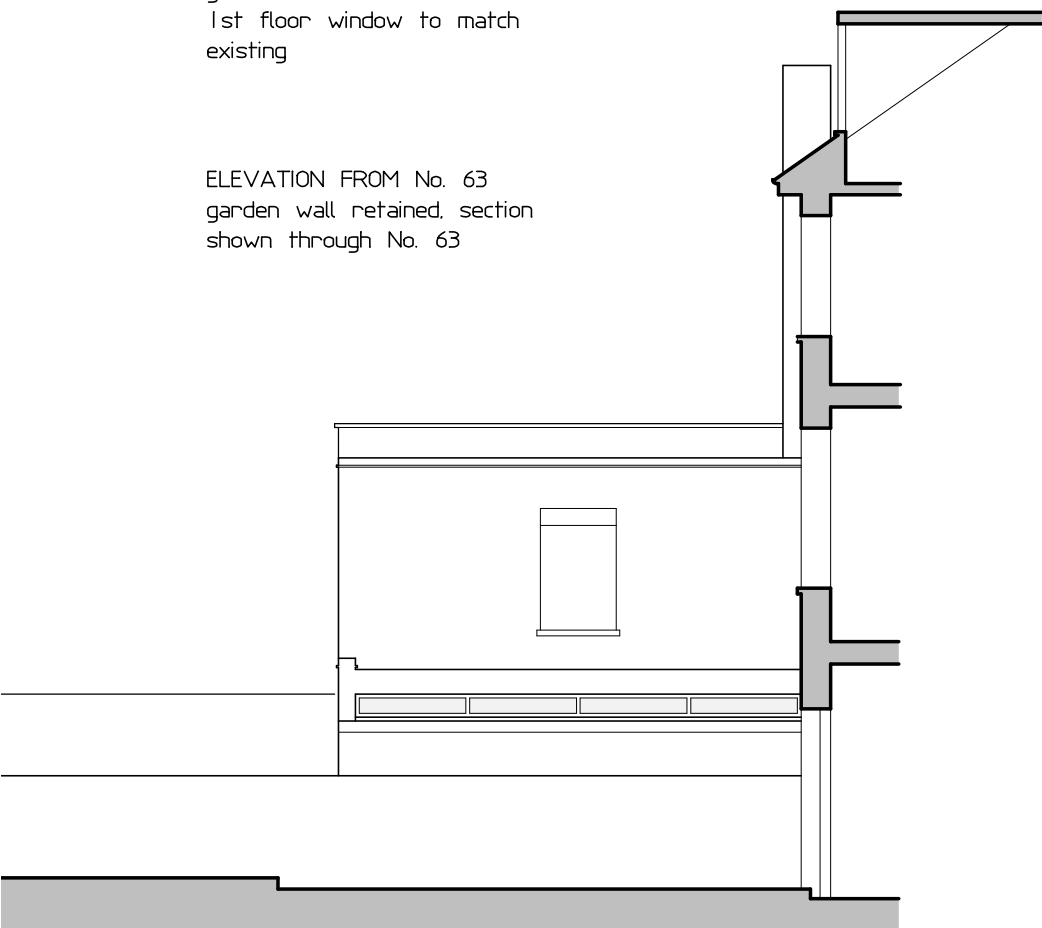 1st floor window to match
existing
ELEVATION FROM No. 63
garden wall retained, section
shown through No. 63